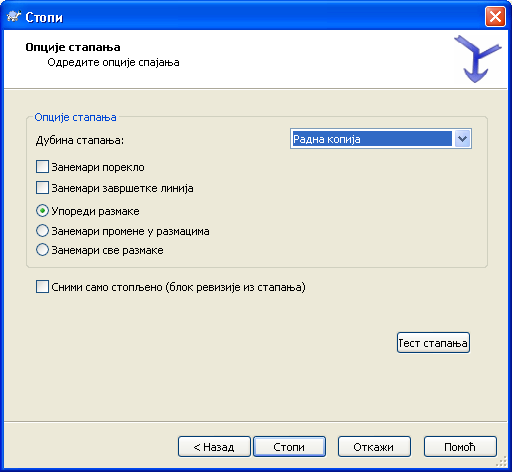 Стопи
Опције стапања
Одредите опције спајања
Опције стапања
Дубина стапања:
Радна копија
Занемари порекло
Занемари завршетке линија
Упореди размаке
Занемари промене у размацима
Занемари све размаке
Сними само стопљено (блок ревизије из стапања)
Тест стапања
< Назад
Стопи
Откажи
Помоћ